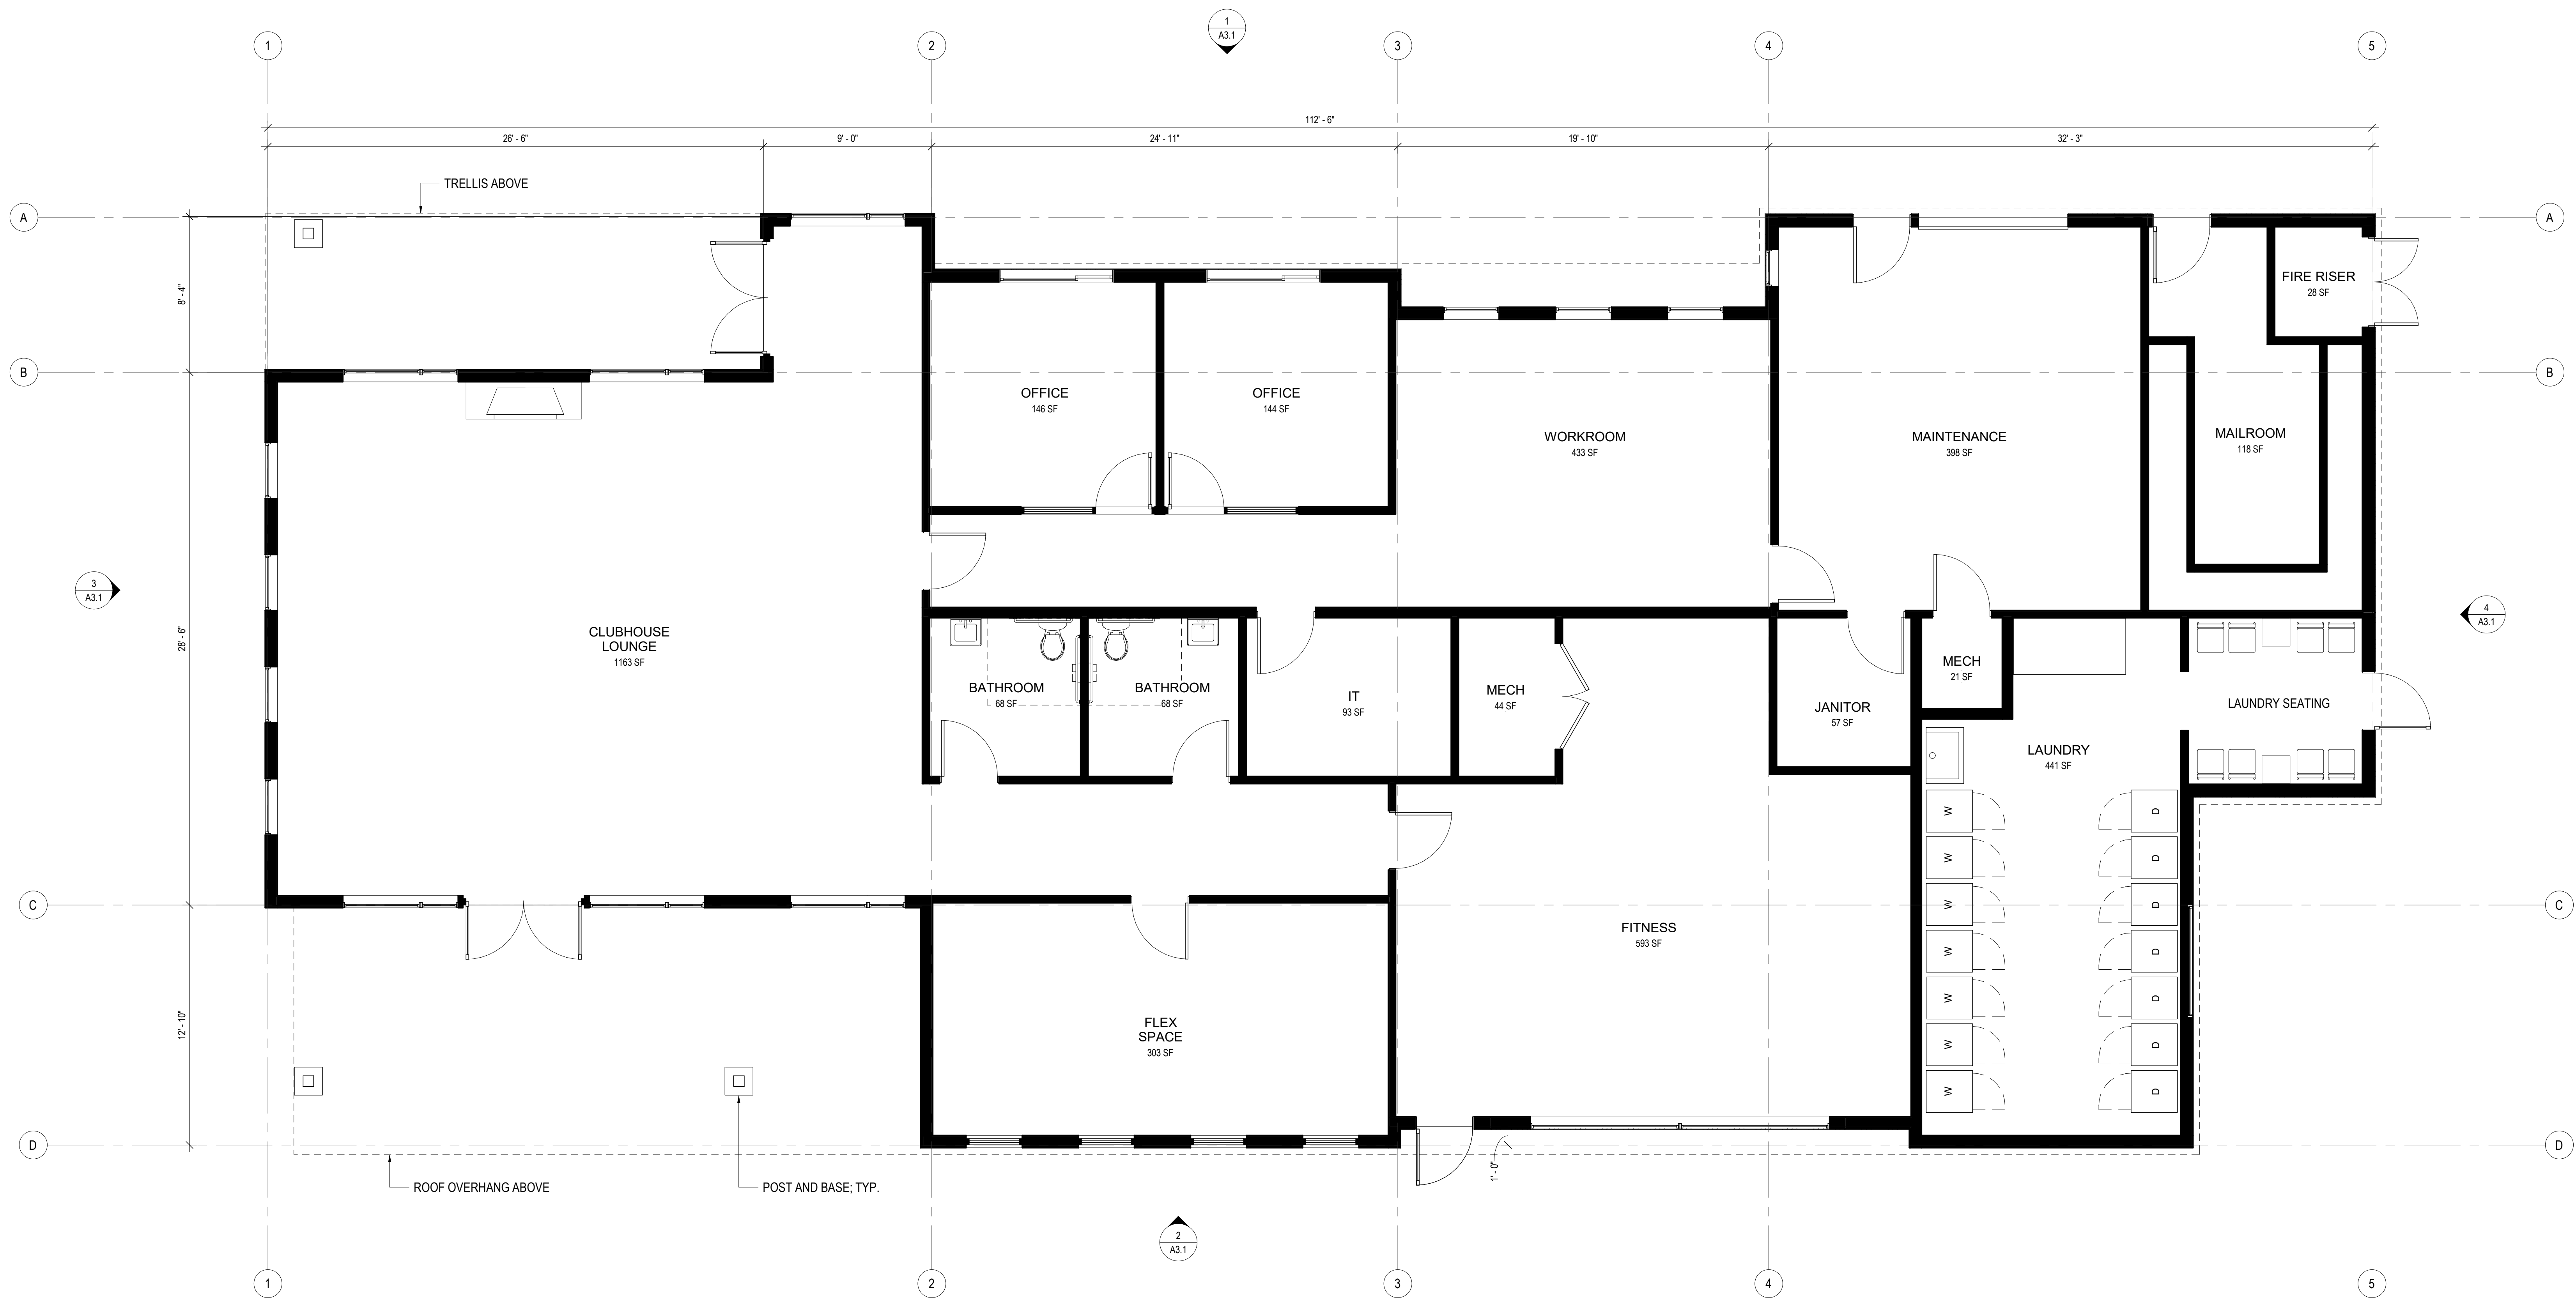 1
A3.1
1
2
3
4
5
112' - 6"
26' - 6"
9' - 0"
24' - 11"
19' - 10"
32' - 3"
TRELLIS ABOVE
A
A
8' - 4"
FIRE RISER
28 SF
B
B
OFFICE
146 SF
OFFICE
144 SF
WORKROOM
433 SF
MAINTENANCE
398 SF
MAILROOM
118 SF
3
A3.1
4
A3.1
28' - 6"
CLUBHOUSE
LOUNGE
1163 SF
BATHROOM
68 SF
BATHROOM
68 SF
IT
93 SF
MECH
44 SF
JANITOR
57 SF
MECH
21 SF
LAUNDRY SEATING
LAUNDRY
441 SF
W
D
W
D
W
D
W
D
W
D
W
D
W
D
C
C
FITNESS
593 SF
FLEX
SPACE
303 SF
12' - 10"
D
D
1' - 0"
ROOF OVERHANG ABOVE
POST AND BASE; TYP.
2
A3.1
1
2
3
4
5